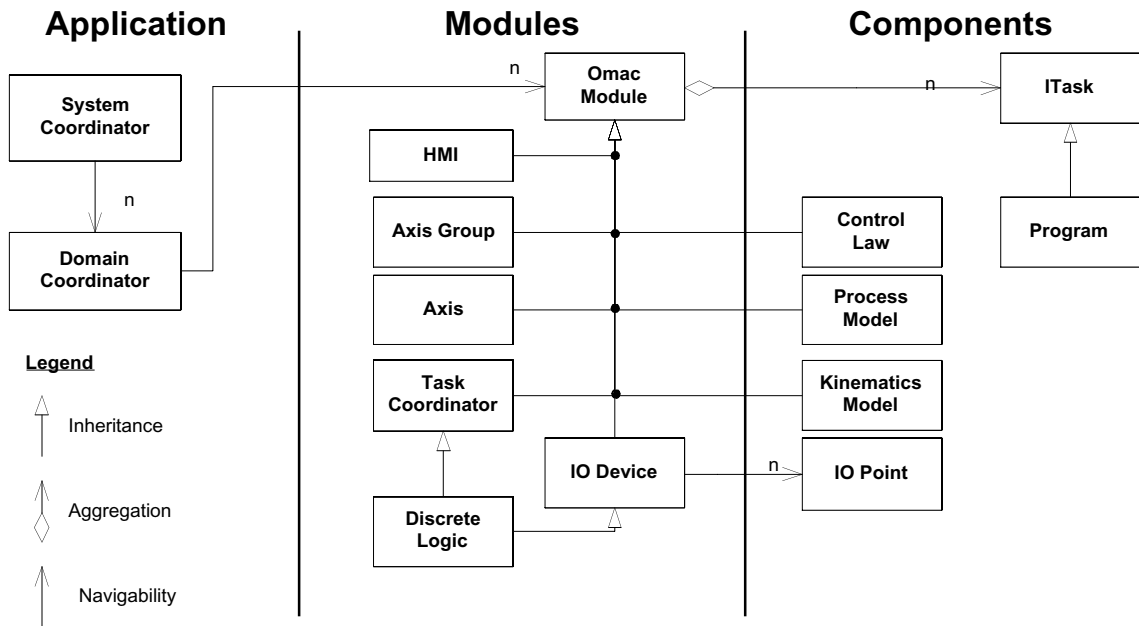 Application
Modules
Components
System
Coordinator
n
Domain
Coordinator
n
Omac
Module
n
ITask
HMI
Axis Group
Control
Law
Program
Axis
Process
Model
Task
Coordinator
Kinematics
Model
IO Device
n
IO Point
Discrete
Logic
Legend
Inheritance
Aggregation
Navigability